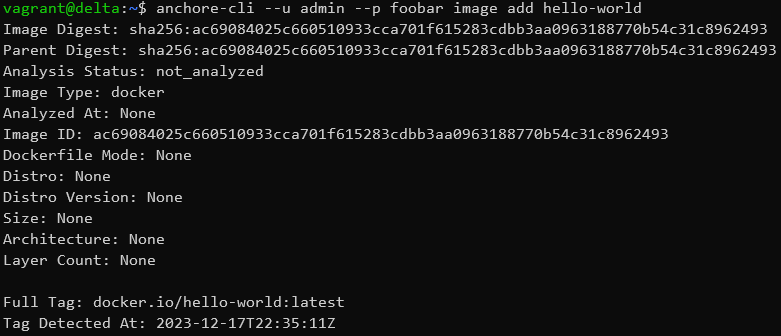 vagrant@delta:~$ anchore-cli --u admin --p foobar image add hello-world
Image Digest: sha256:ac69084025c660510933cca701f615283cdbb3aa0963188770b54c31c8962493
Parent Digest: sha256:ac69084025c660510933cca701f615283cdbb3aa0963188770b54c31c8962493
Analysis Status: not_analyzed
Image Type: docker
Analyzed At: None
Image ID: ac69084025c660510933cca701f615283cdbb3aa0963188770b54c31c8962493
Dockerfile Mode: None
Distro: None
Distro Version: None
Size: None
Architecture: None
Layer Count: None
Full Tag: docker.io/hello-world:latest
Tag Detected At: 2023-12-17T22:35:11Z